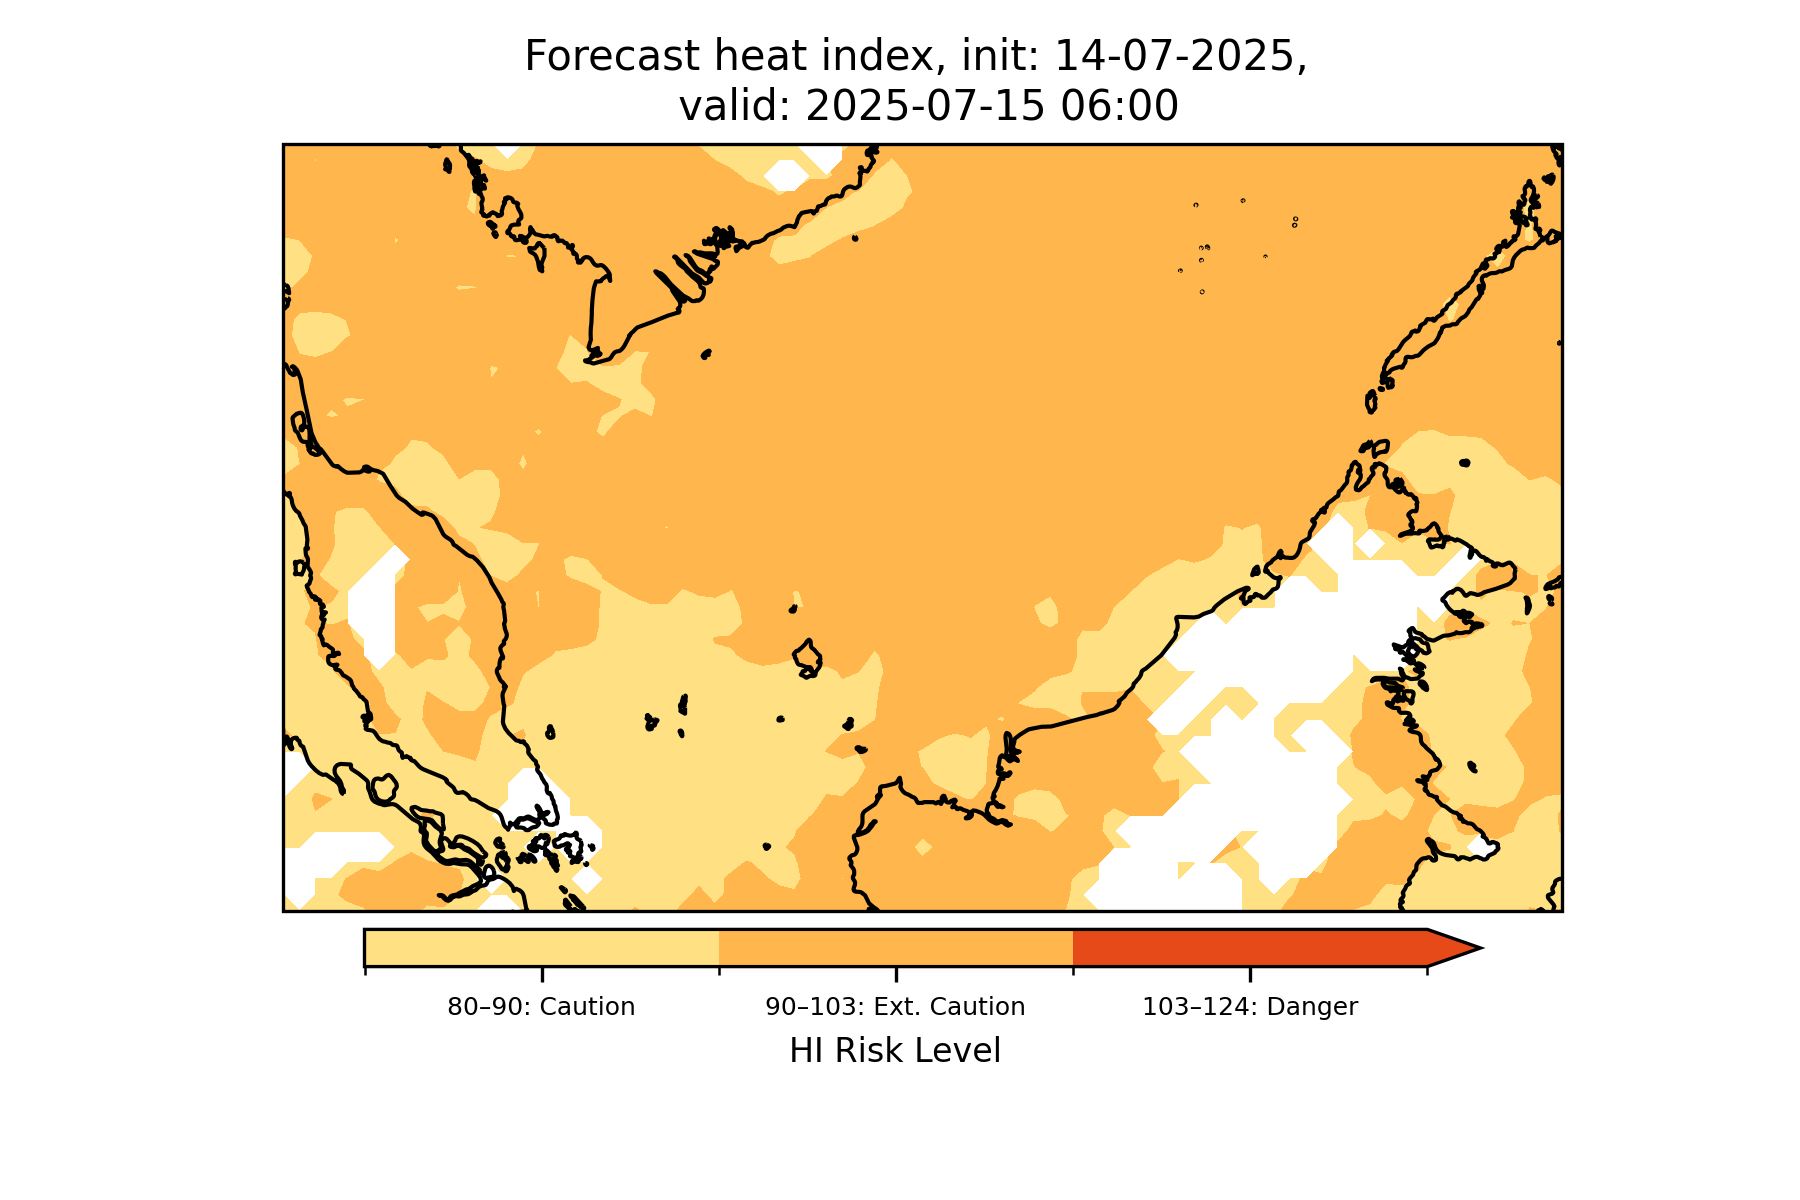 Forecast heat index, init: 14-07-2025,
valid: 2025-07-15 06:00
80–90: Caution
90–103: Ext. Caution
103–124: Danger
HI Risk Level